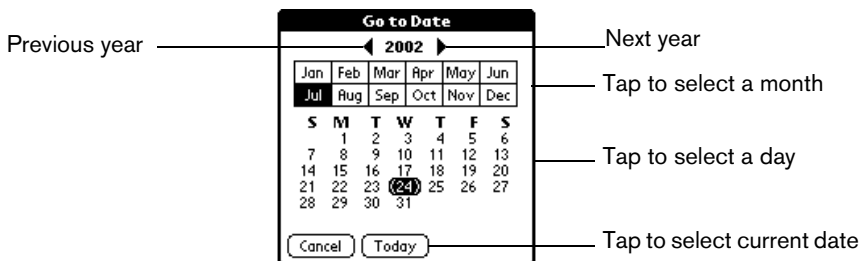 Go to Date
Previous year
2002
Next year
Jan Feb Mar Apr May Jun
Tap to select a month
Jul Aug Sep Oct Nov Dec
S M T W T F S
1 2 3 4 5 6
7 8 9 10 11 12 13
Tap to select a day
14 15 16 17 18 19 20
21 22 23 24 25 26 27
28 29 30 31
Cancel Today
Tap to select current date